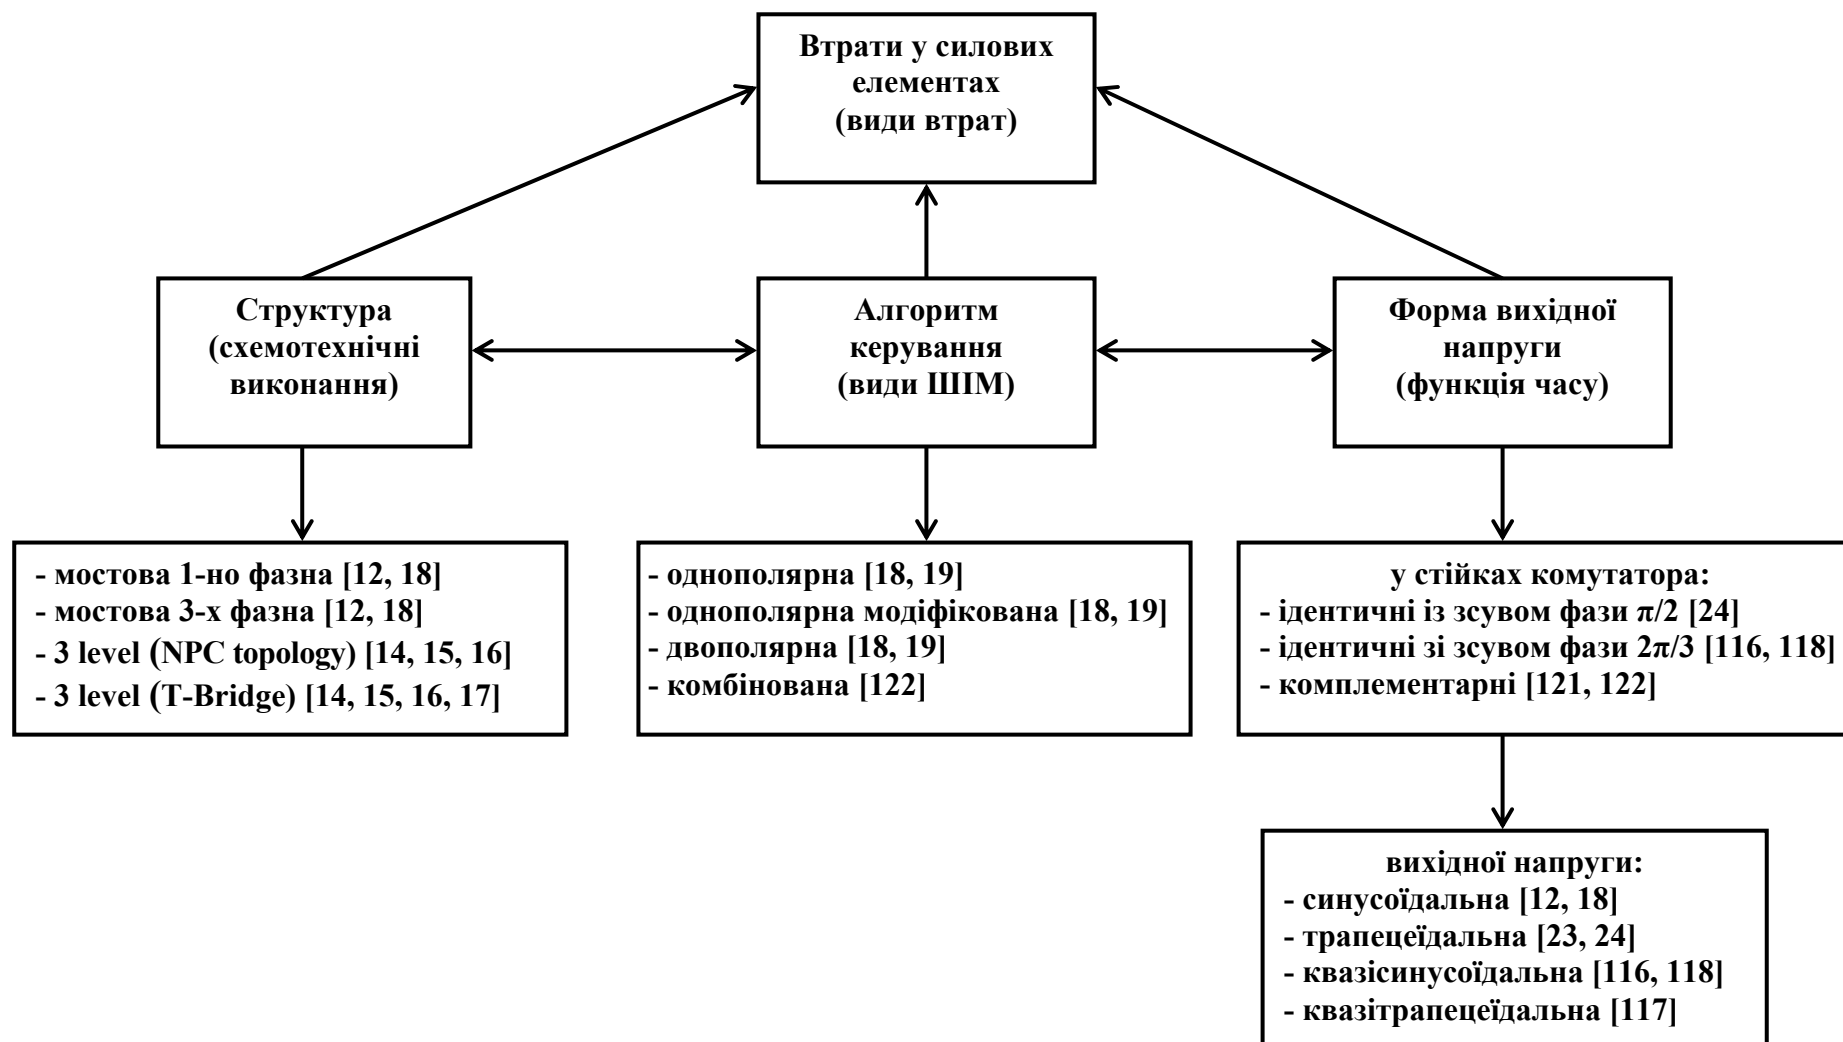 Втрати у силових
елементах
(види втрат)
Структура
(схемотехнічні
виконання)
Алгоритм
керування
(види ШІМ)
Форма вихідної
напруги
(функція часу)
- мостова 1-но фазна [12, 18]
- мостова 3-х фазна [12, 18]
- 3 level (NPC topology) [14, 15, 16]
- 3 level (T-Bridge) [14, 15, 16, 17]
- однополярна [18, 19]
- однополярна модіфікована [18, 19]
- двополярна [18, 19]
- комбінована [122]
у стійках комутатора:
- ідентичні із зсувом фази π/2 [24]
- ідентичні зі зсувом фази 2π/3 [116, 118]
- комплементарні [121, 122]
вихідної напруги:
- синусоїдальна [12, 18]
- трапецеїдальна [23, 24]
- квазісинусоїдальна [116, 118]
- квазітрапецеїдальна [117]